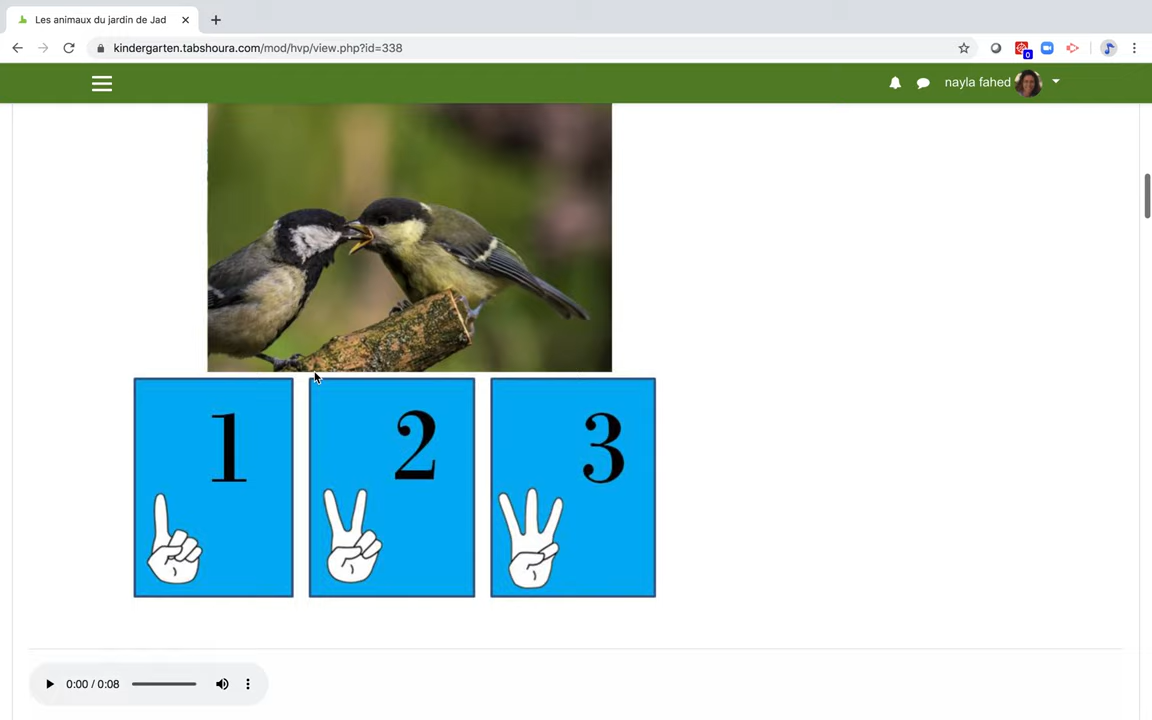 Les animaux du jardin de Jad
kindergarten.tabshoura.com/mod/hvp/view.php?id=338
0
nayla fahed
1 2 3
0:00 / 0:08